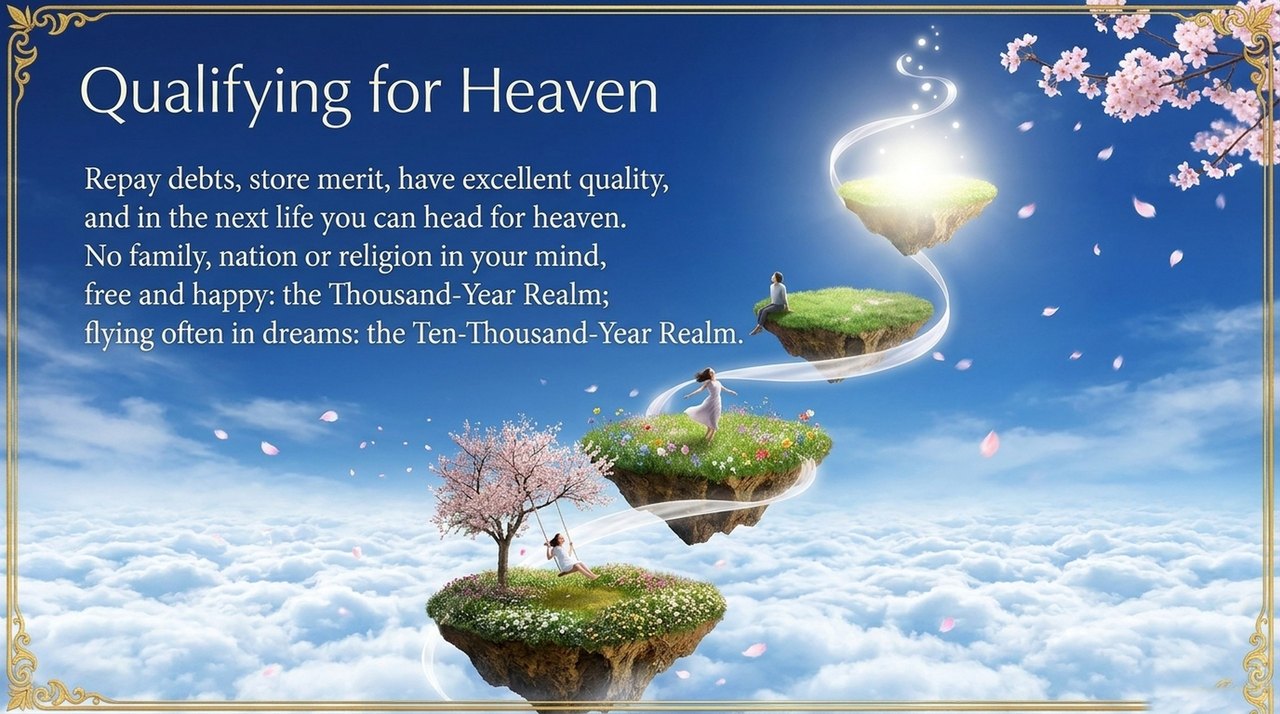 Qualifying for Heaven
Repay debts, store merit, have excellent quality,
and in the next life you can head for heaven.
No family, nation or religion in your mind,
free and happy: the Thousand-Year Realm;
flying often in dreams: the Ten-Thousand-Year Realm.